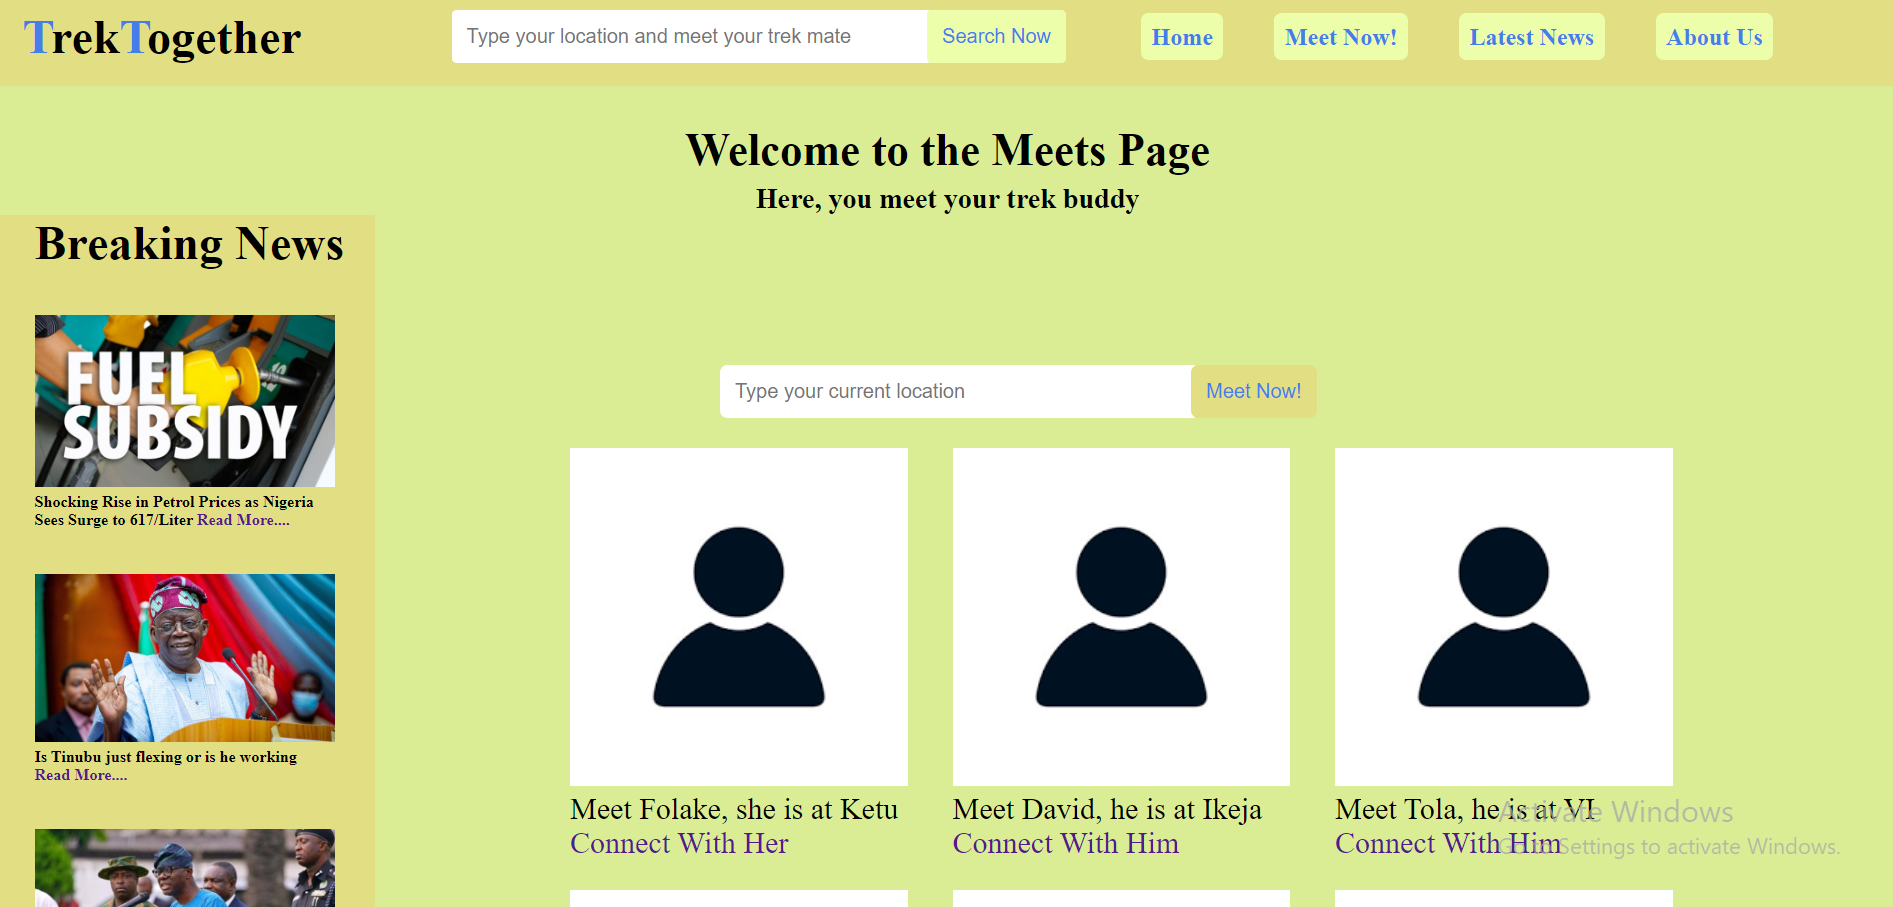 TrekTogether
Type your location and meet your trek mate
Search Now
Home
Meet Now!
Latest News
About Us
Welcome to the Meets Page
Here, you meet your trek buddy
Breaking News
FUEL
SUBSIDY
Shocking Rise in Petrol Prices as Nigeria
Sees Surge to 617/Liter Read More....
Is Tinubu just flexing or is he working
Read More....
Type your current location
Meet Now!
Meet Folake, she is at Ketu
Connect With Her
Meet David, he is at Ikeja
Connect With Him
Meet Tola, he is at VI
Connect With Him
Activate Windows
Go to Settings to activate Windows.